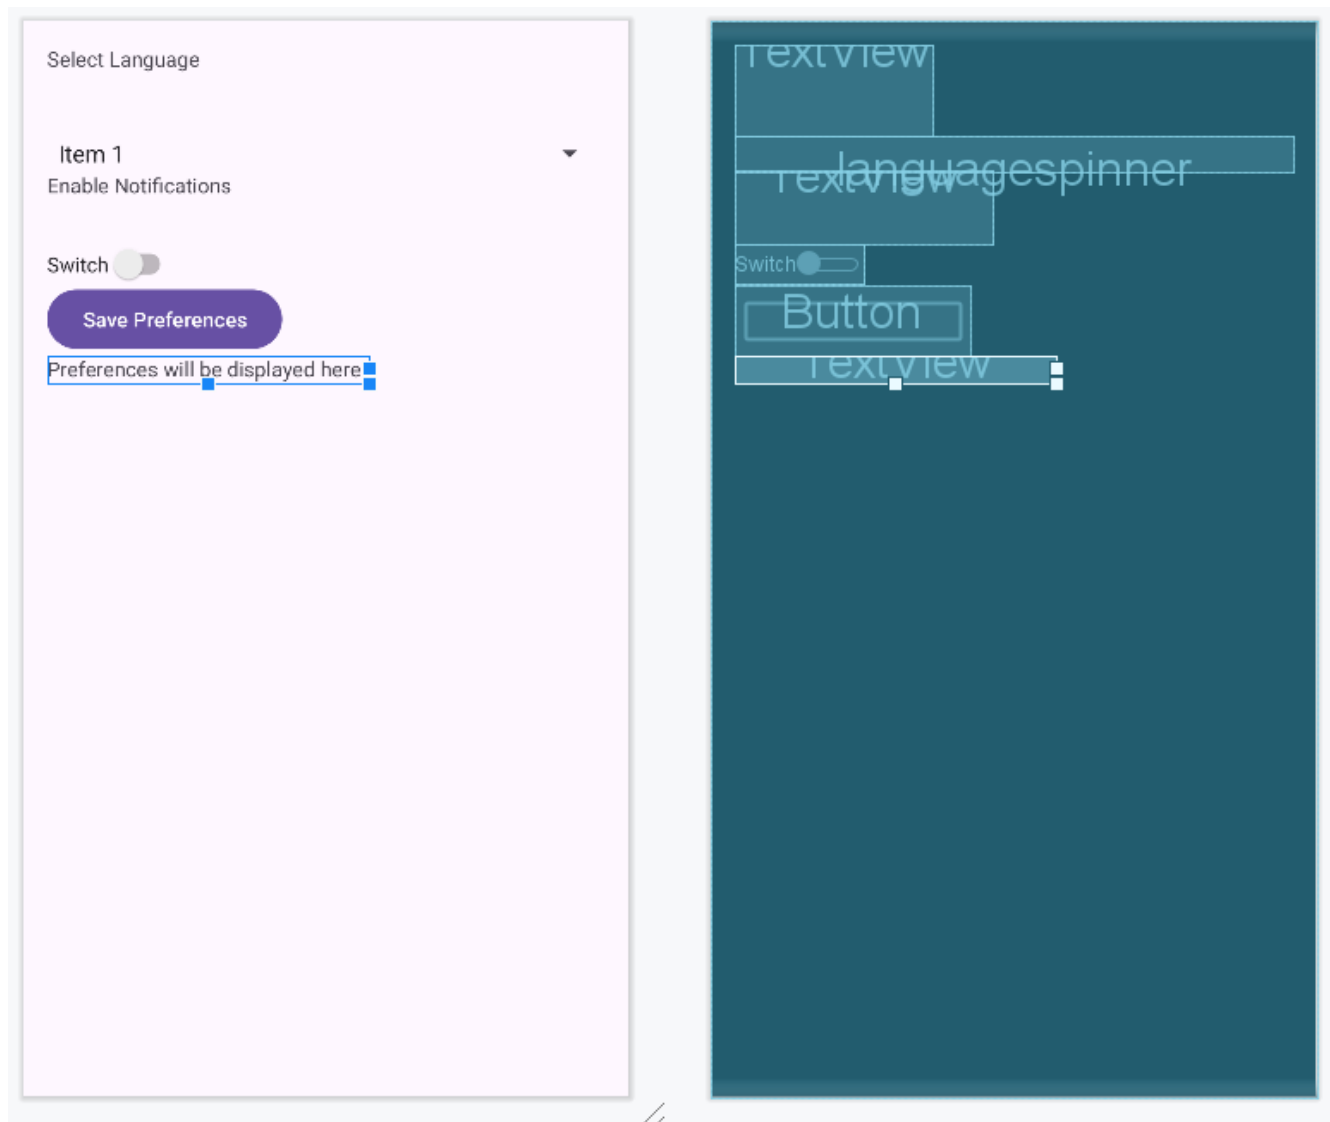 Select Language
Item 1
Enable Notifications
Switch
Save Preferences
Preferences will be displayed here
TextView
languagespinner
TextView
Switch
Button
TextView